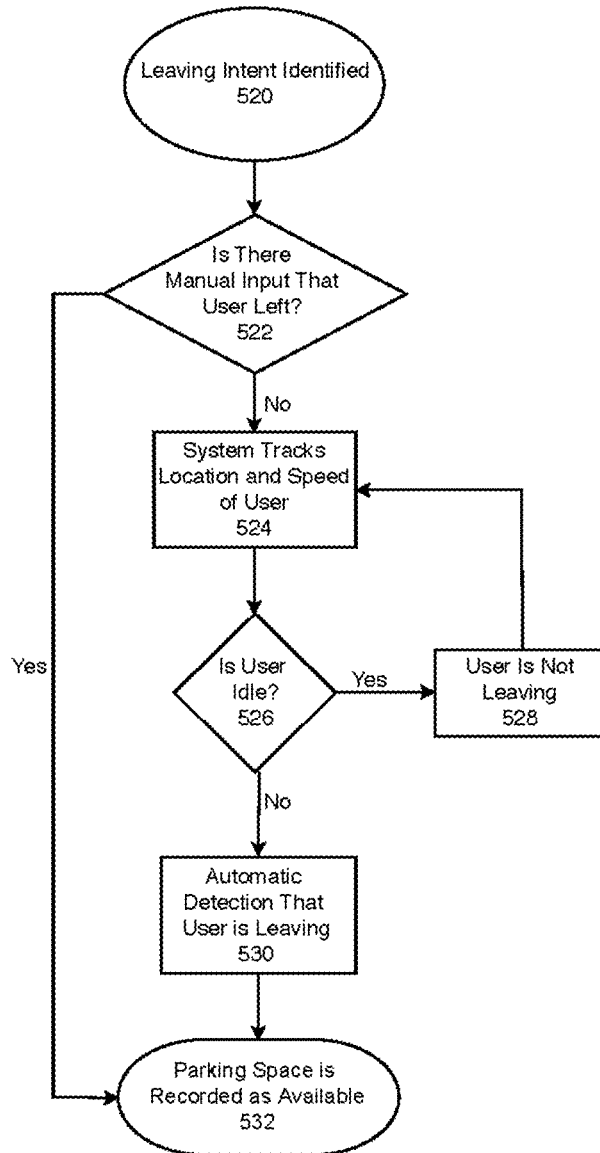 Leaving Intent Identified
520
Is There
Manual Input That
User Left?
522
No
System Tracks
Location and Speed
of User
524
Yes
Is User
Idle?
526
Yes
User Is Not
Leaving
528
No
Automatic
Detection That
User is Leaving
530
Parking Space is
Recorded as Available
532